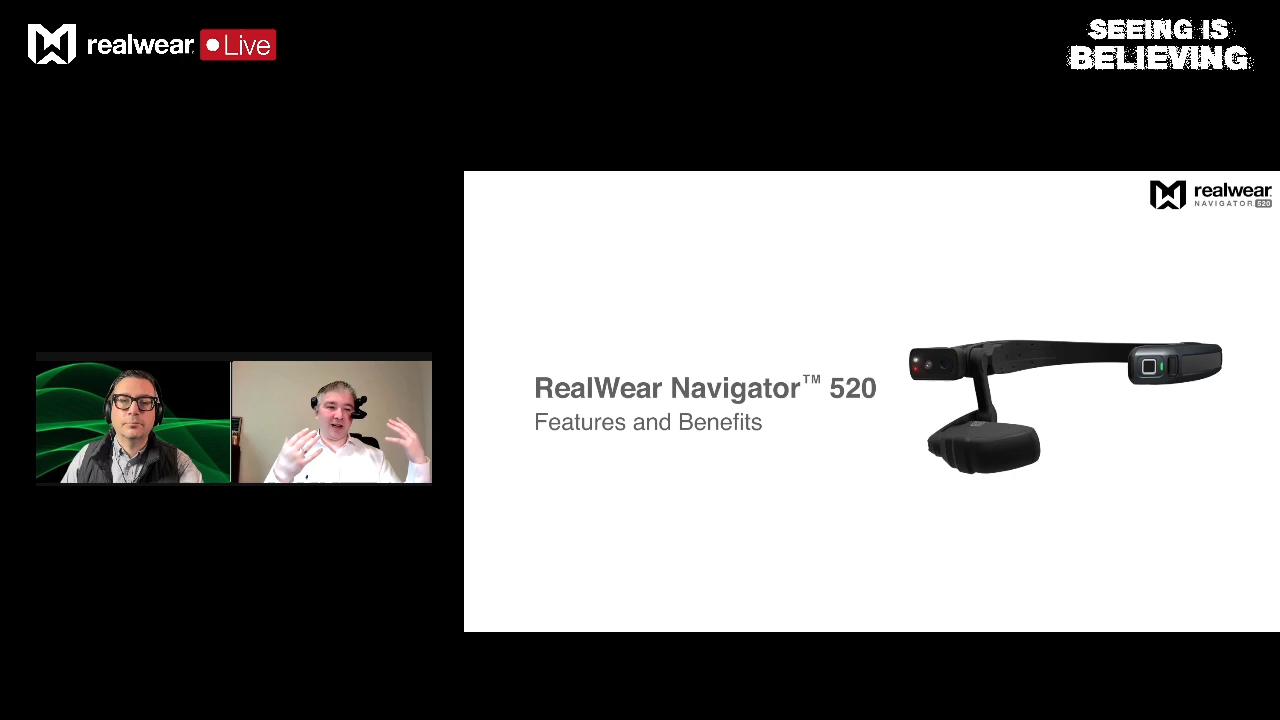 realwear
Live
SEEING IS
BELIEVING
realwear
NAVIGATOR 520
RealWear Navigator™ 520
Features and Benefits